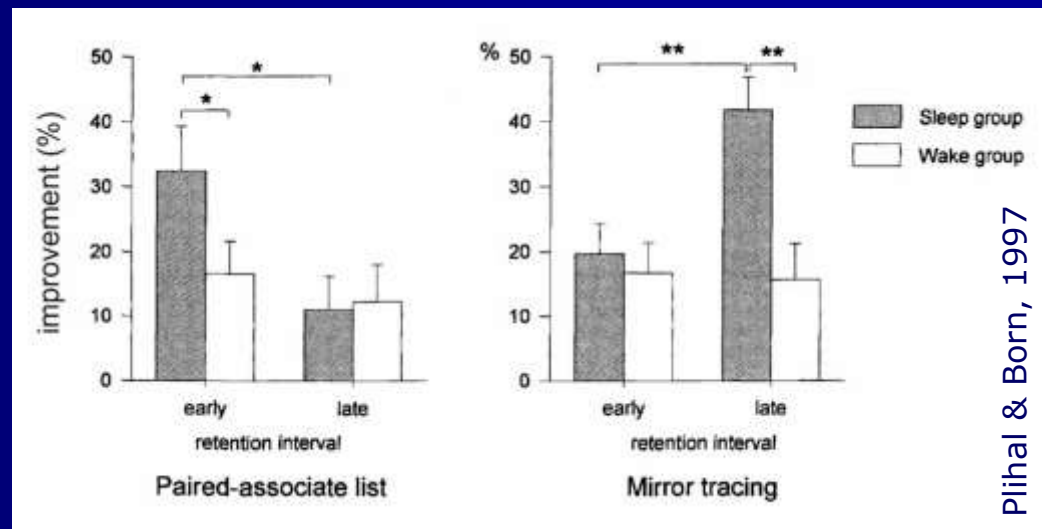 improvement (%)
50
40
30
20
10
0
*
*
early
late
retention interval
Paired-associate list
%
50
40
30
20
10
0
**
**
early
late
retention interval
Mirror tracing
Sleep group
Wake group
Plihal & Born, 1997